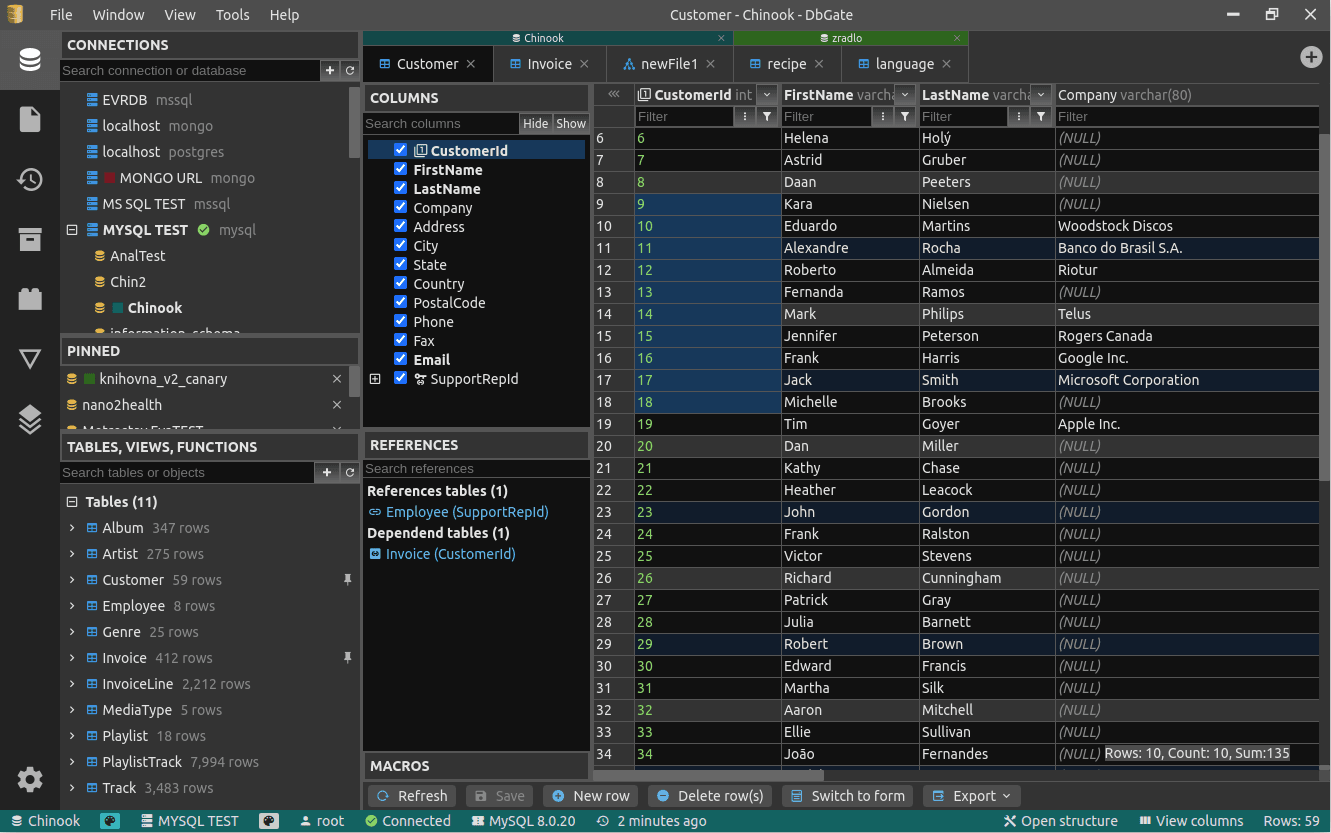 File Window View Tools Help
Customer - Chinook - DbGate
CONNECTIONS
Search connection or database
EVRDB mssql
localhost mongo
localhost postgres
MONGO URL mongo
MS SQL TEST mssql
MYSQL TEST mysql
AnalTest
Chin2
Chinook
information_schema
PINNED
knihovna_v2_canary
nano2health
TABLES, VIEWS, FUNCTIONS
Search tables or objects
Tables (11)
Album 347 rows
Artist 275 rows
Customer 59 rows
Employee 8 rows
Genre 25 rows
Invoice 412 rows
InvoiceLine 2,212 rows
MediaType 5 rows
Playlist 18 rows
PlaylistTrack 7,994 rows
Track 3,483 rows
Chinook
zradlo
Customer
Invoice
newFile1
recipe
language
COLUMNS
Search columns Hide Show
CustomerId
FirstName
LastName
Company
Address
City
State
Country
PostalCode
Phone
Fax
Email
SupportRepId
REFERENCES
Search references
References tables (1)
Employee (SupportRepId)
Dependend tables (1)
Invoice (CustomerId)
MACROS
CustomerId int FirstName varcha LastName varcha Company varchar(80)
Filter Filter Filter Filter
6 6 Helena Holý (NULL)
7 7 Astrid Gruber (NULL)
8 8 Daan Peeters (NULL)
9 9 Kara Nielsen (NULL)
10 10 Eduardo Martins Woodstock Discos
11 11 Alexandre Rocha Banco do Brasil S.A.
12 12 Roberto Almeida Riotur
13 13 Fernanda Ramos (NULL)
14 14 Mark Philips Telus
15 15 Jennifer Peterson Rogers Canada
16 16 Frank Harris Google Inc.
17 17 Jack Smith Microsoft Corporation
18 18 Michelle Brooks (NULL)
19 19 Tim Goyer Apple Inc.
20 20 Dan Miller (NULL)
21 21 Kathy Chase (NULL)
22 22 Heather Leacock (NULL)
23 23 John Gordon (NULL)
24 24 Frank Ralston (NULL)
25 25 Victor Stevens (NULL)
26 26 Richard Cunningham (NULL)
27 27 Patrick Gray (NULL)
28 28 Julia Barnett (NULL)
29 29 Robert Brown (NULL)
30 30 Edward Francis (NULL)
31 31 Martha Silk (NULL)
32 32 Aaron Mitchell (NULL)
33 33 Ellie Sullivan (NULL)
34 34 João Fernandes (NULL)
Rows: 10, Count: 10, Sum:135
Refresh Save New row Delete row(s) Switch to form Export
Chinook MYSQL TEST root Connected MySQL 8.0.20 2 minutes ago Open structure View columns Rows: 59